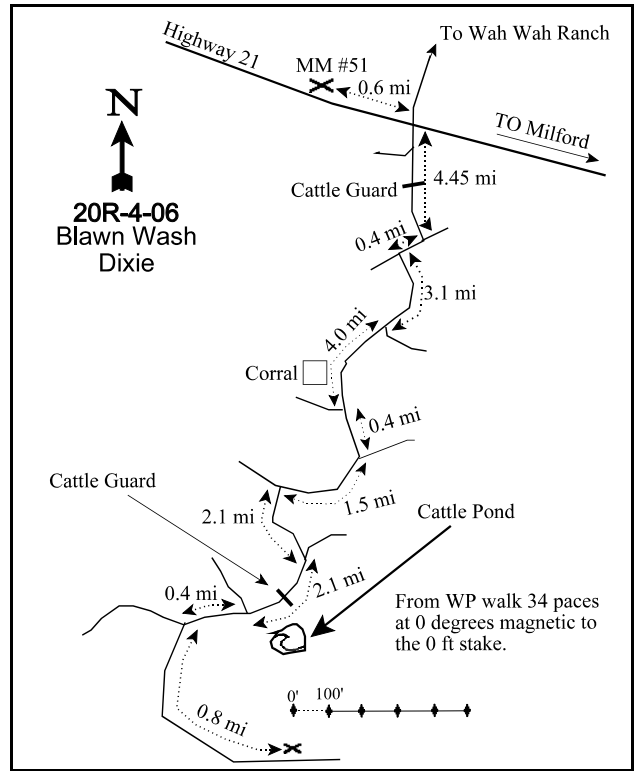 Highway 21
To Wah Wah Ranch
MM #51
0.6 mi
TO Milford
N
20R-4-06
Blawn Wash
Dixie
Cattle Guard
4.45 mi
0.4 mi
3.1 mi
4.0 mi
Corral
0.4 mi
1.5 mi
Cattle Guard
2.1 mi
Cattle Pond
0.4 mi
2.1 mi
From WP walk 34 paces
at 0 degrees magnetic to
the 0 ft stake.
0' 100'
0.8 mi